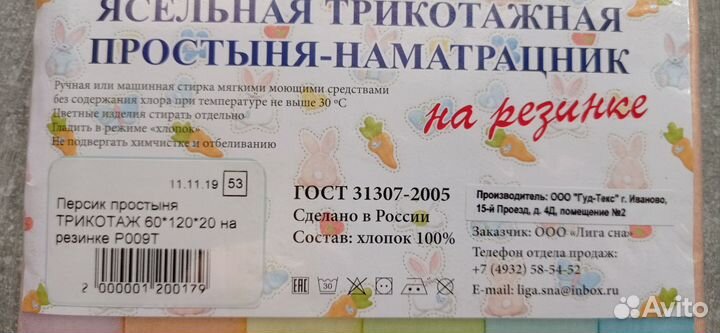 ЯСЕЛЬНАЯ ТРИКОТАЖНАЯ
ПРОСТЫНЯ-НАМАТРАЦНИК
на резинке
Ручная или машинная стирка мягкими моющими средствами
без содержания хлора при температуре не выше 30 °C
Цветные изделия стирать отдельно
Гладить в режиме «хлопок»
Не подвергать химчистке и отбеливанию
11.11.19 53
Персик простыня
ТРИКОТАЖ 60*120*20 на
резинке Р009Т
2 000001 200179
ГОСТ 31307-2005
Сделано в России
Состав: хлопок 100%
EAC 30
Производитель: ООО "Гуд-Текс" г. Иваново,
15-й Проезд, д. 4Д, помещение №2
Заказчик: ООО «Лига сна»
Телефон отдела продаж:
+7 (4932) 58-54-52
E-mail: liga.sna@inbox.ru
Avito